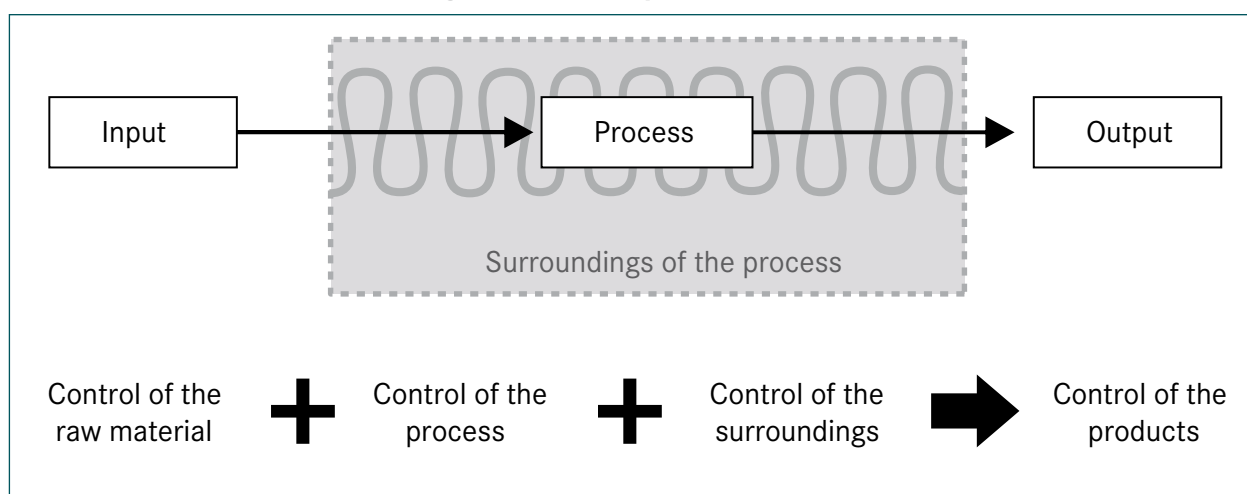 Input
Process
Output
Surroundings of the process
Control of the
raw material
Control of the
process
Control of the
surroundings
Control of the
products